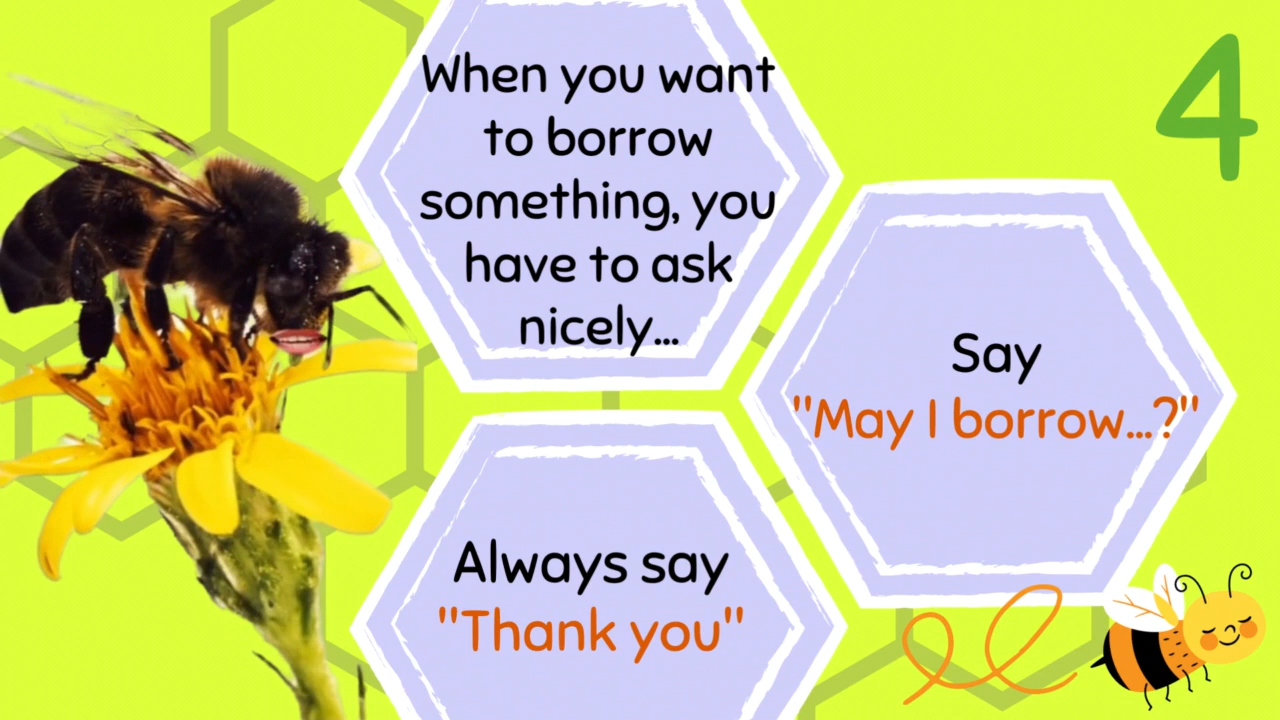 When you want
to borrow
something, you
have to ask
nicely...
4
Say
"May I borrow...?"
Always say
"Thank you"